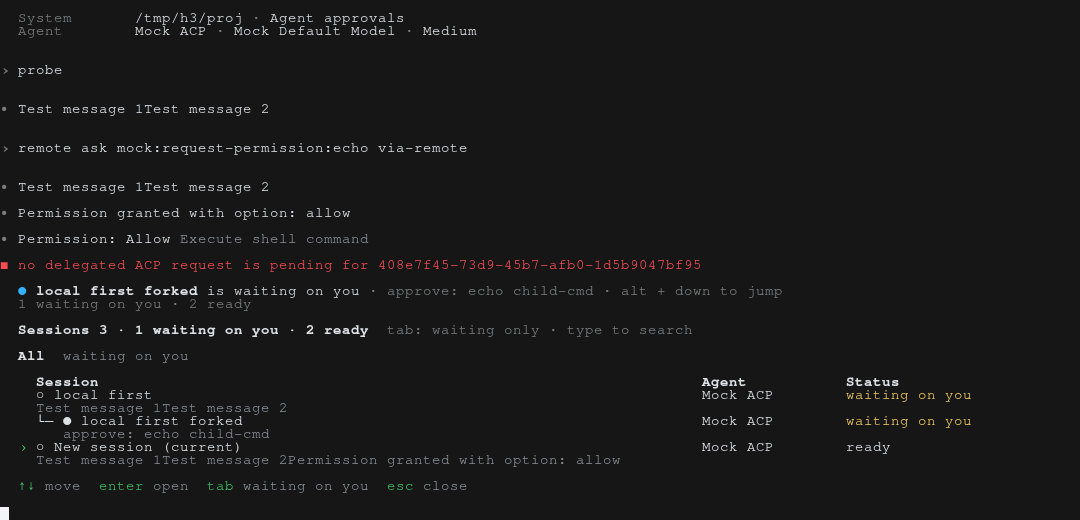 System /tmp/h3/proj · Agent approvals
Agent Mock ACP · Mock Default Model · Medium
› probe
• Test message 1Test message 2
› remote ask mock:request-permission:echo via-remote
• Test message 1Test message 2
• Permission granted with option: allow
• Permission: Allow Execute shell command
■ no delegated ACP request is pending for 408e7f45-73d9-45b7-afb0-1d5b9047bf95
● local first forked is waiting on you · approve: echo child-cmd · alt + down to jump
1 waiting on you · 2 ready
Sessions 3 · 1 waiting on you · 2 ready tab: waiting only · type to search
All waiting on you
Session Agent Status
○ local first Mock ACP waiting on you
Test message 1Test message 2
└─ ● local first forked Mock ACP waiting on you
approve: echo child-cmd
› ○ New session (current) Mock ACP ready
Test message 1Test message 2Permission granted with option: allow
↑↓ move enter open tab waiting on you esc close